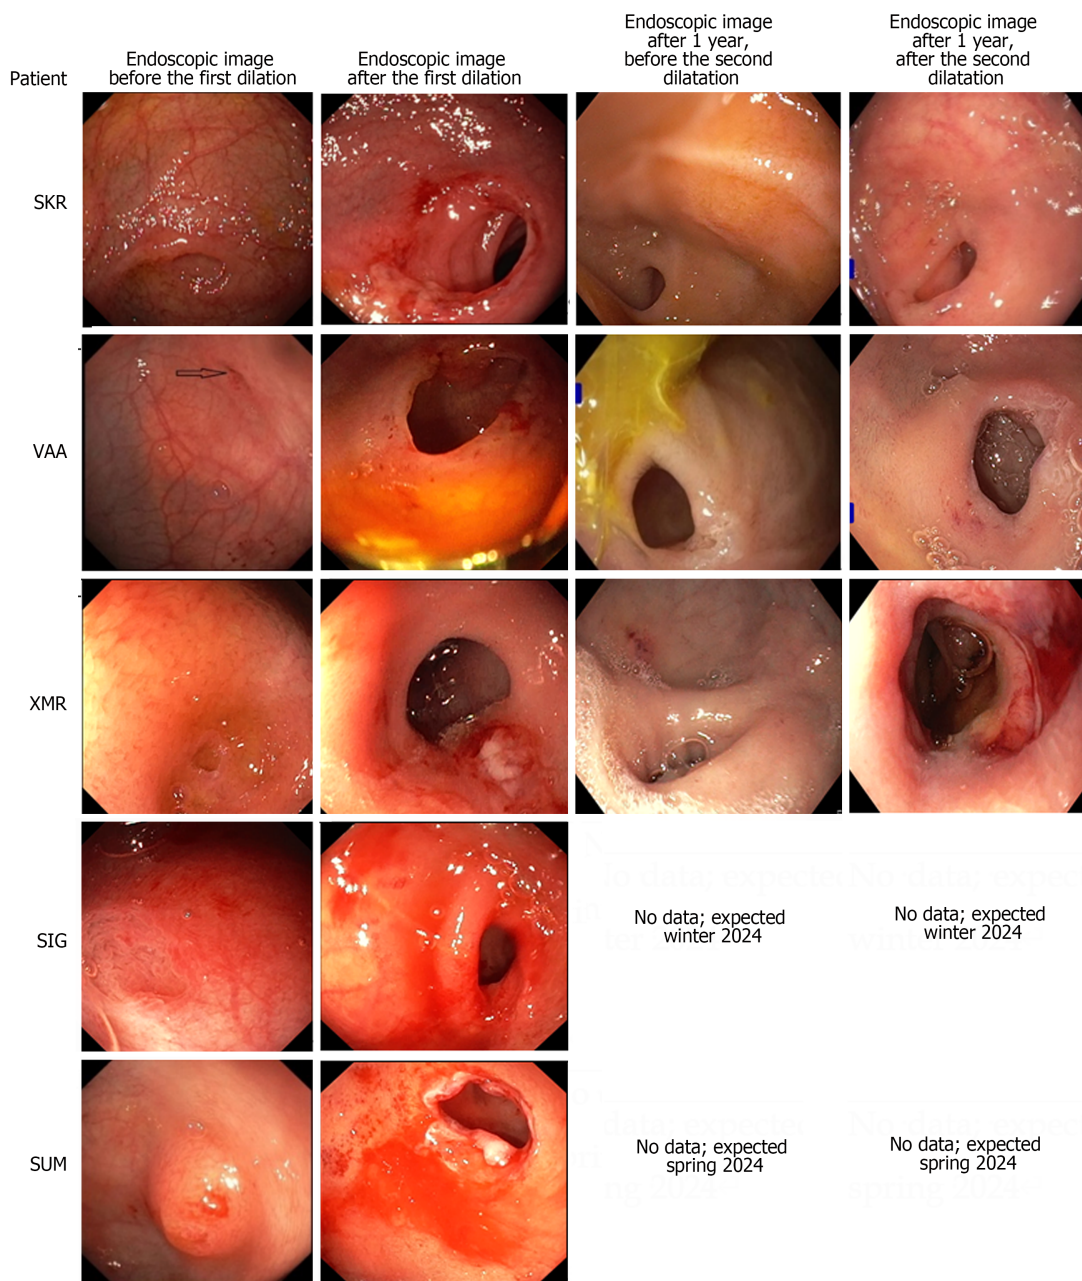 Patient
Endoscopic image
before the first dilation
Endoscopic image
after the first dilation
Endoscopic image
after 1 year,
before the second
dilatation
Endoscopic image
after 1 year,
after the second
dilatation
SKR
VAA
XMR
SIG
No data; expected
winter 2024
No data; expected
winter 2024
SUM
No data; expected
spring 2024
No data; expected
spring 2024